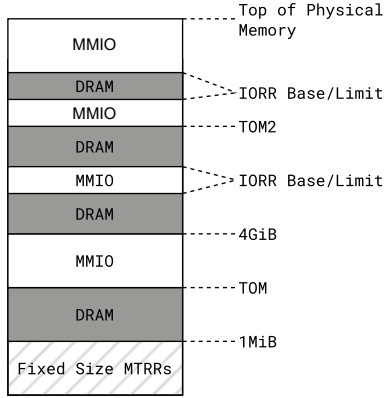 Top of Physical
Memory
MMIO
DRAM
IORR Base/Limit
MMIO
TOM2
DRAM
MMIO
IORR Base/Limit
DRAM
4GiB
MMIO
TOM
DRAM
1MiB
Fixed Size MTRRs